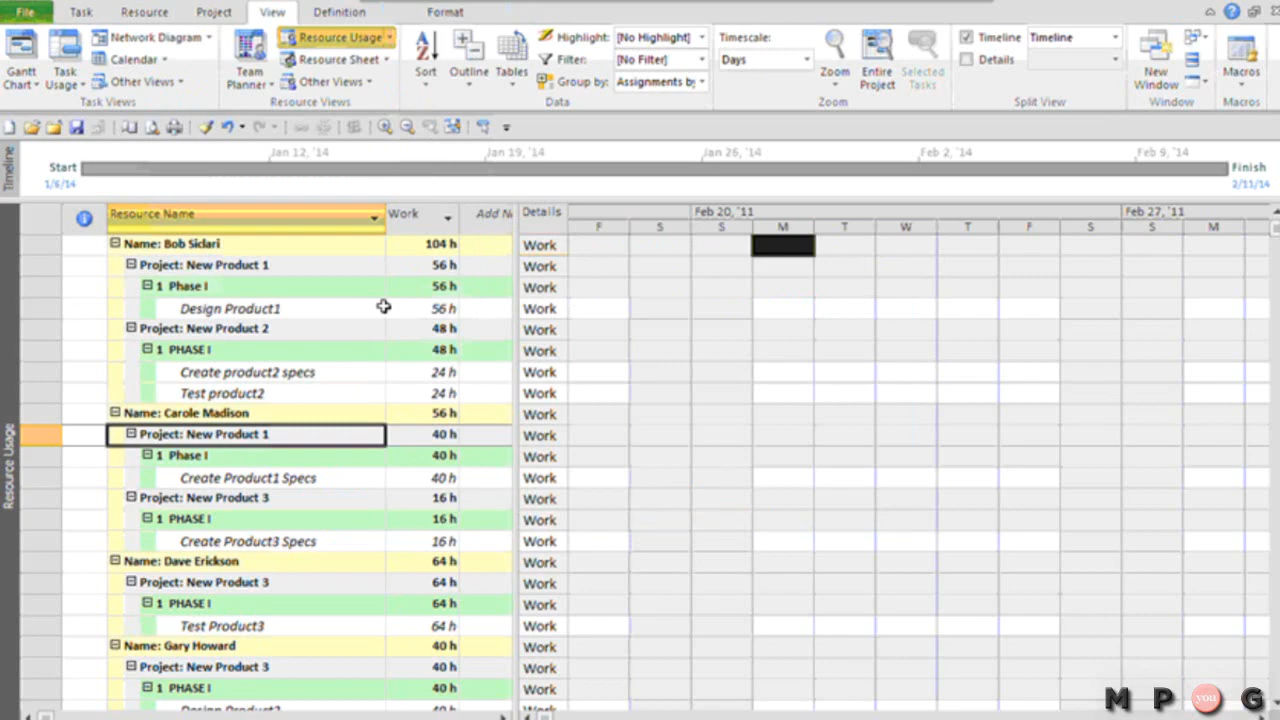 File Task Resource Project View Definition Format
Network Diagram Resource Usage Highlight: [No Highlight] Timescale: Timeline Timeline
Calendar Resource Sheet Filter: [No Filter] Days Details
Gantt Chart Task Usage Other Views Team Planner Other Views Sort Outline Tables Group by: Assignments by Zoom Entire Project Selected Tasks New Window Macros
Task Views Resource Views Data Zoom Split View Window Macros
Timeline
Jan 12, '14 Jan 19, '14 Jan 26, '14 Feb 2, '14 Feb 9, '14
Start Finish
1/6/14 2/11/14
Resource Name Work Add N Details Feb 20, '11 Feb 27, '11
F S S M T W T F S S M
Name: Bob Siclari 104 h Work
Project: New Product 1 56 h Work
1 Phase I 56 h Work
Design Product1 56 h Work
Project: New Product 2 48 h Work
1 PHASE I 48 h Work
Create product2 specs 24 h Work
Test product2 24 h Work
Name: Carole Madison 56 h Work
Project: New Product 1 40 h Work
1 Phase I 40 h Work
Create Product1 Specs 40 h Work
Project: New Product 3 16 h Work
1 PHASE I 16 h Work
Create Product3 Specs 16 h Work
Name: Dave Erickson 64 h Work
Project: New Product 3 64 h Work
1 PHASE I 64 h Work
Test Product3 64 h Work
Name: Gary Howard 40 h Work
Project: New Product 3 40 h Work
1 PHASE I 40 h Work
Resource Usage
M P you G